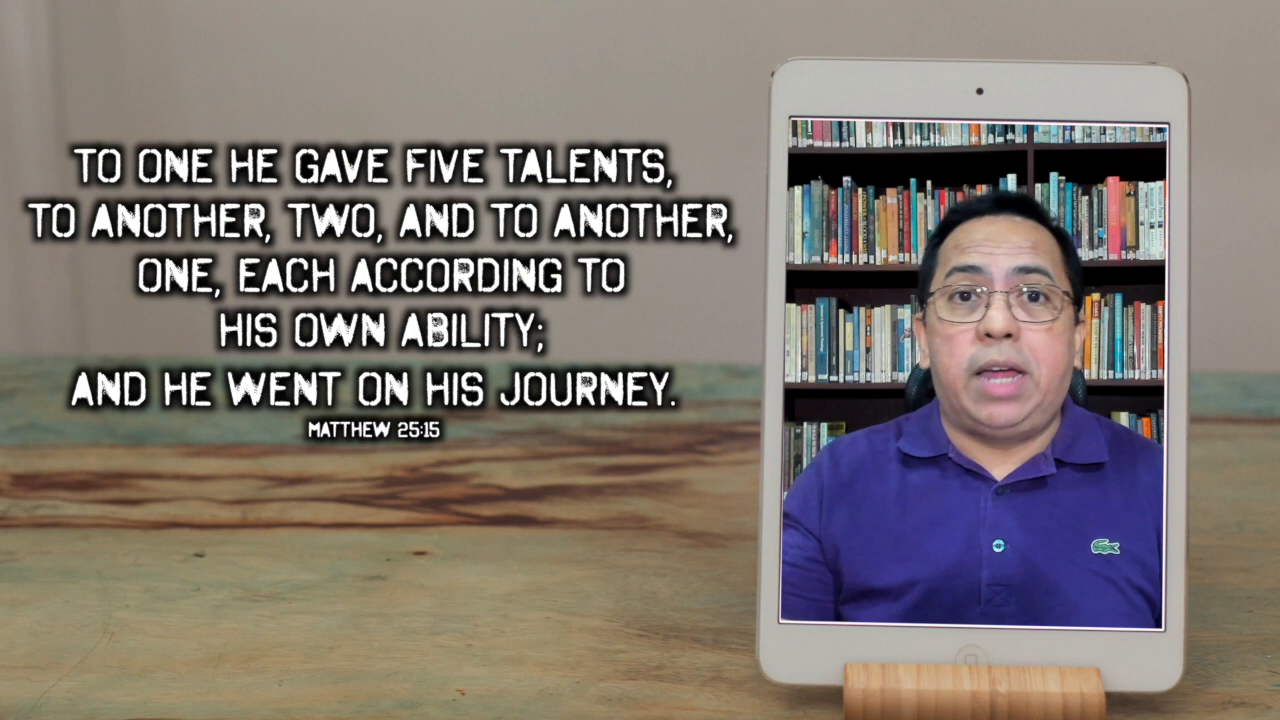 TO ONE HE GAVE FIVE TALENTS,
TO ANOTHER, TWO, AND TO ANOTHER,
ONE, EACH ACCORDING TO
HIS OWN ABILITY;
AND HE WENT ON HIS JOURNEY.
MATTHEW 25:15